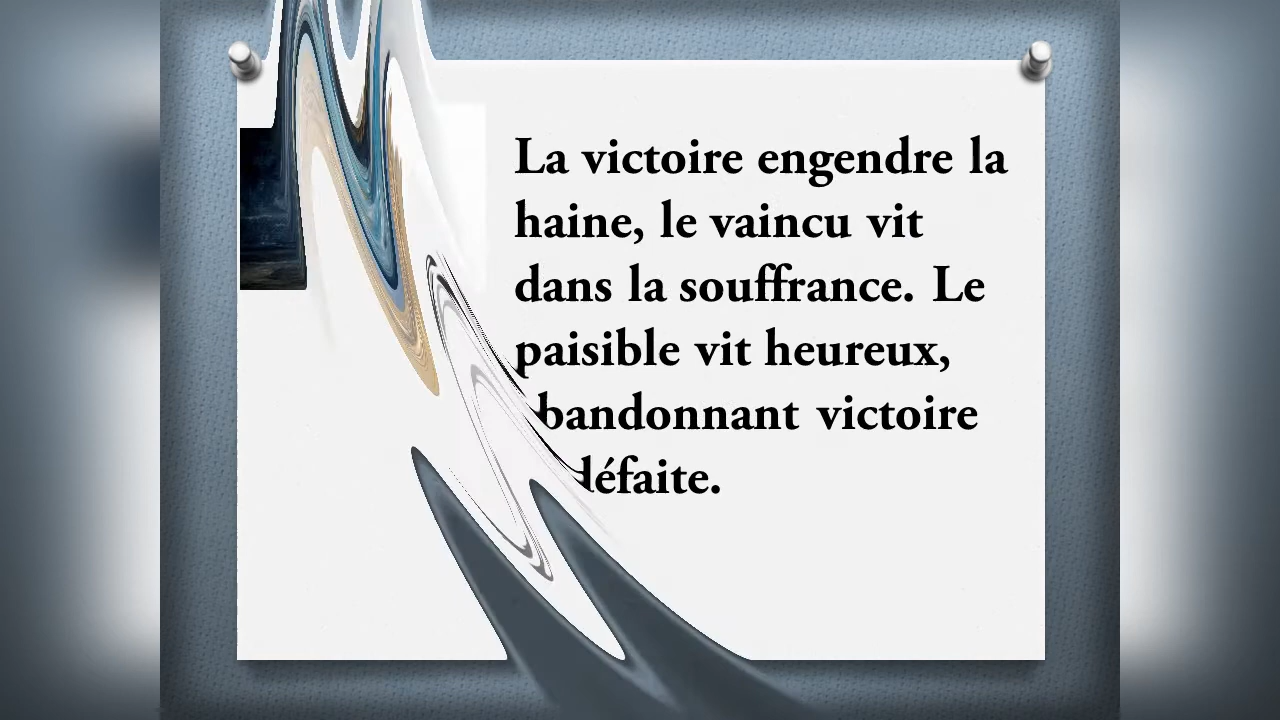 La victoire engendre la
haine, le vaincu vit
dans la souffrance. Le
paisible vit heureux,
bandonnant victoire
défaite.